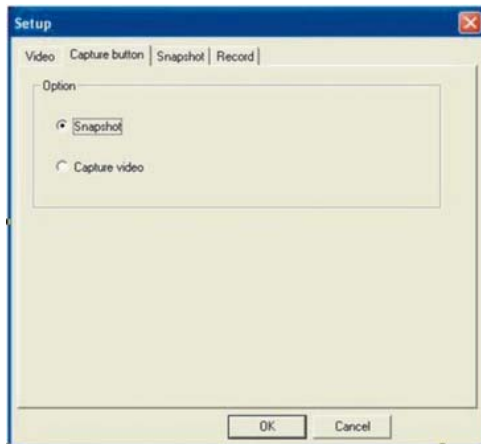 Setup
Video Capture button Snapshot Record
Option
Snapshot
Capture video
OK Cancel